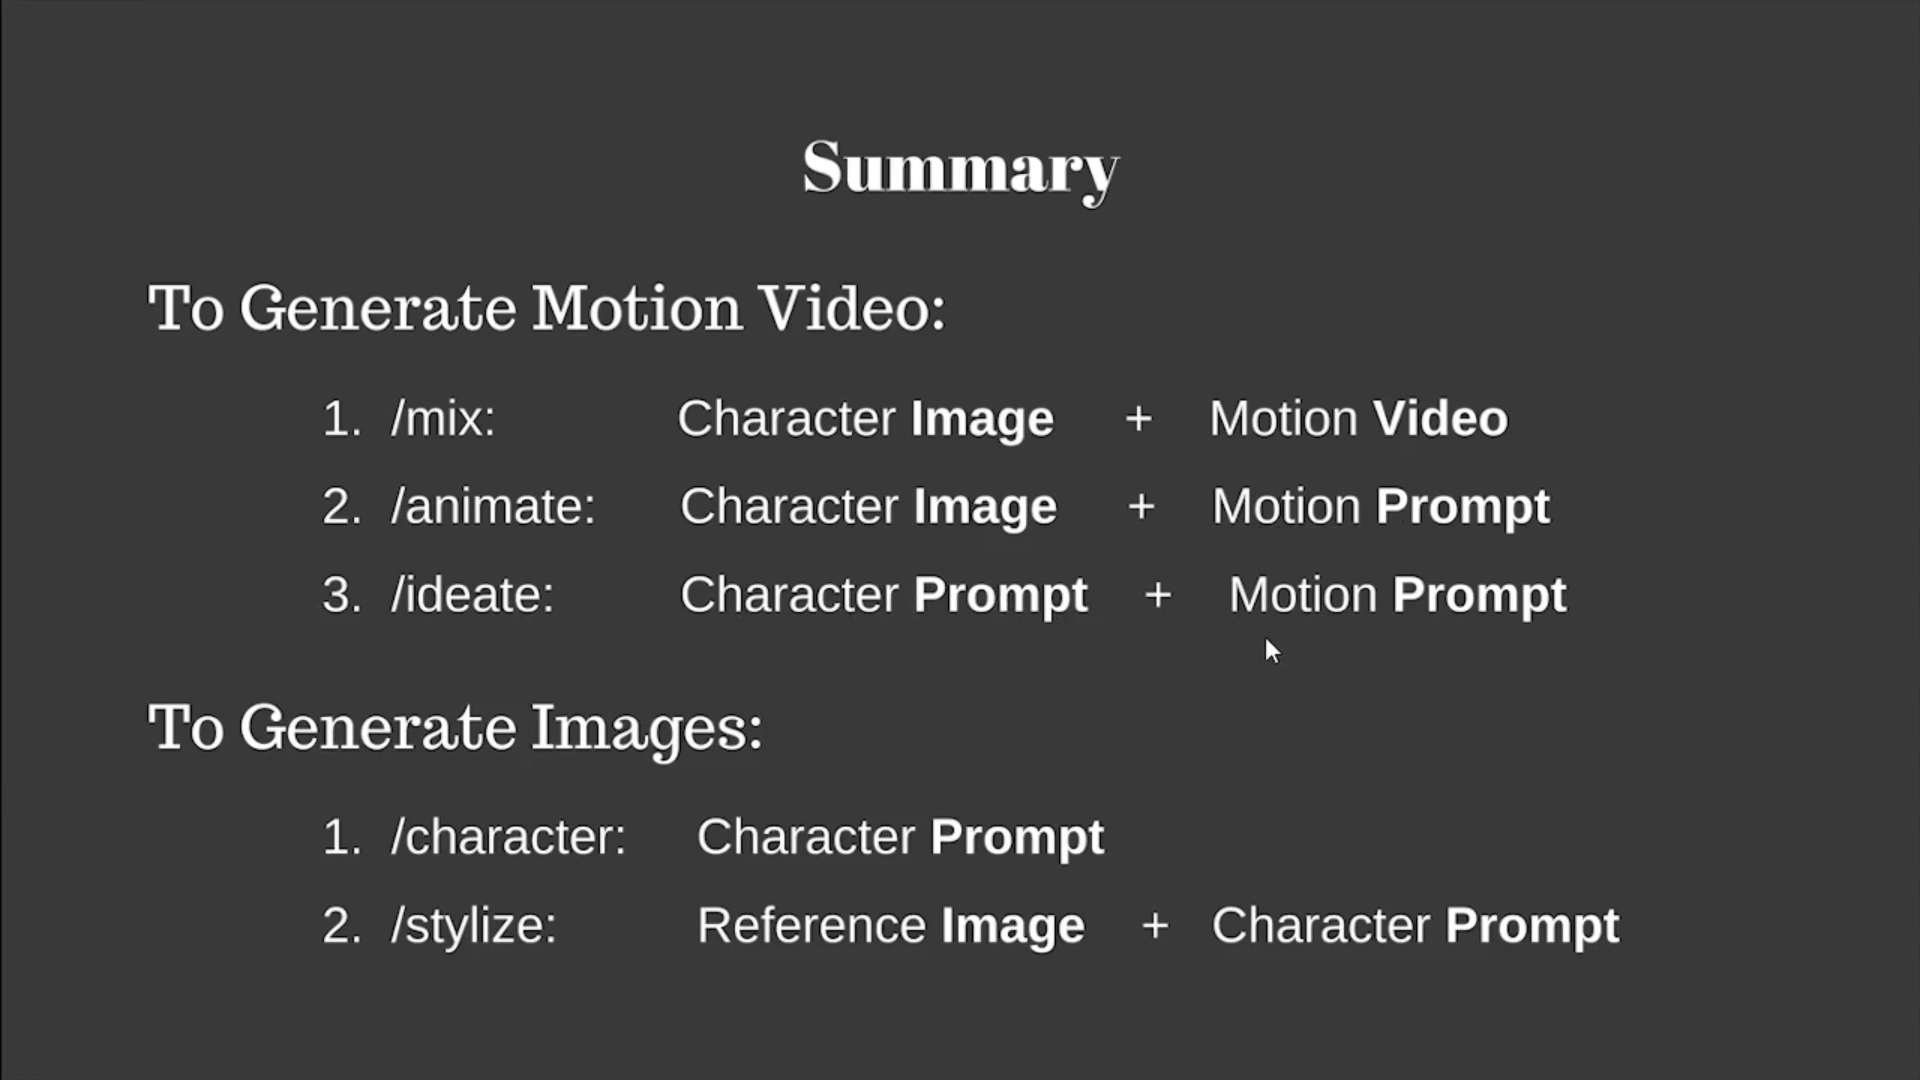 Summary
To Generate Motion Video:
1. /mix: Character Image + Motion Video
2. /animate: Character Image + Motion Prompt
3. /ideate: Character Prompt + Motion Prompt
To Generate Images:
1. /character: Character Prompt
2. /stylize: Reference Image + Character Prompt